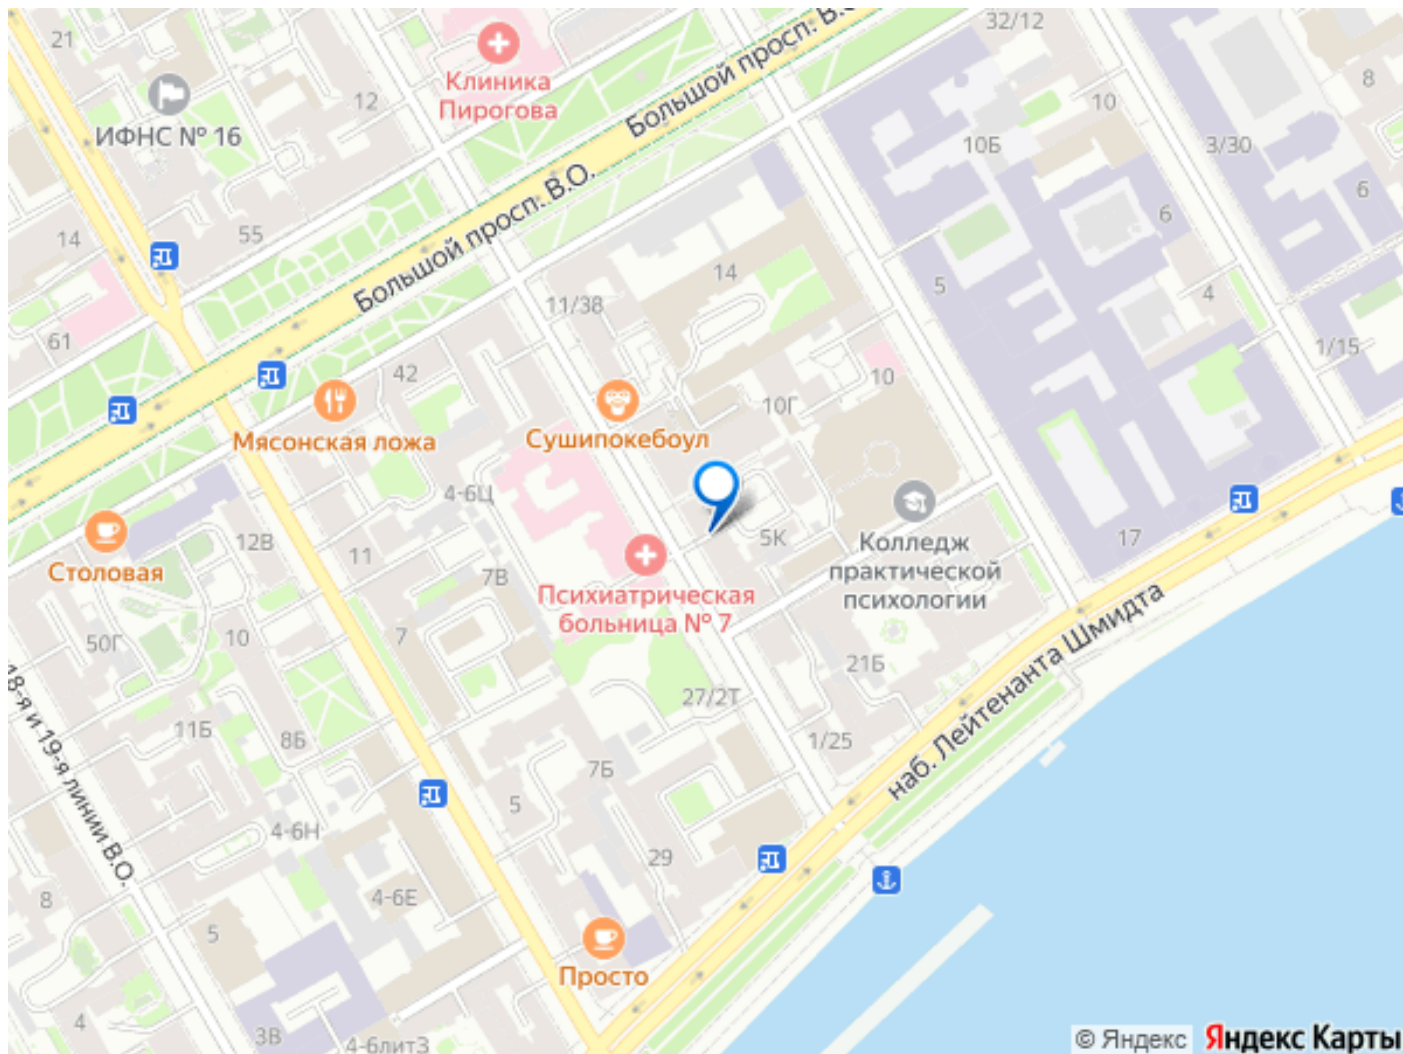 21
32/12
Клиника
Пирогова
Большой просп. В.О.
8
12
10
ИФНС № 16
10Б
3/30
6
6
14
55
Большой просп. В.О.
14
5
4
11/38
61
1/15
42
10
10Г
Мясонская ложа
Сушипокебоул
4-6Ц
12В
11
5К
17
Столовая
Колледж
практической
психологии
7В
Психиатрическая
больница № 7
50Г
10
7
21Б
наб. Лейтенанта Шмидта
27/2Т
18-я и 19-я линии В.О.
11Б
8Б
1/25
7Б
5
4-6Н
29
8
4-6Е
5
Просто
4
3В
4-6литЗ
© Яндекс
Яндекс Карты